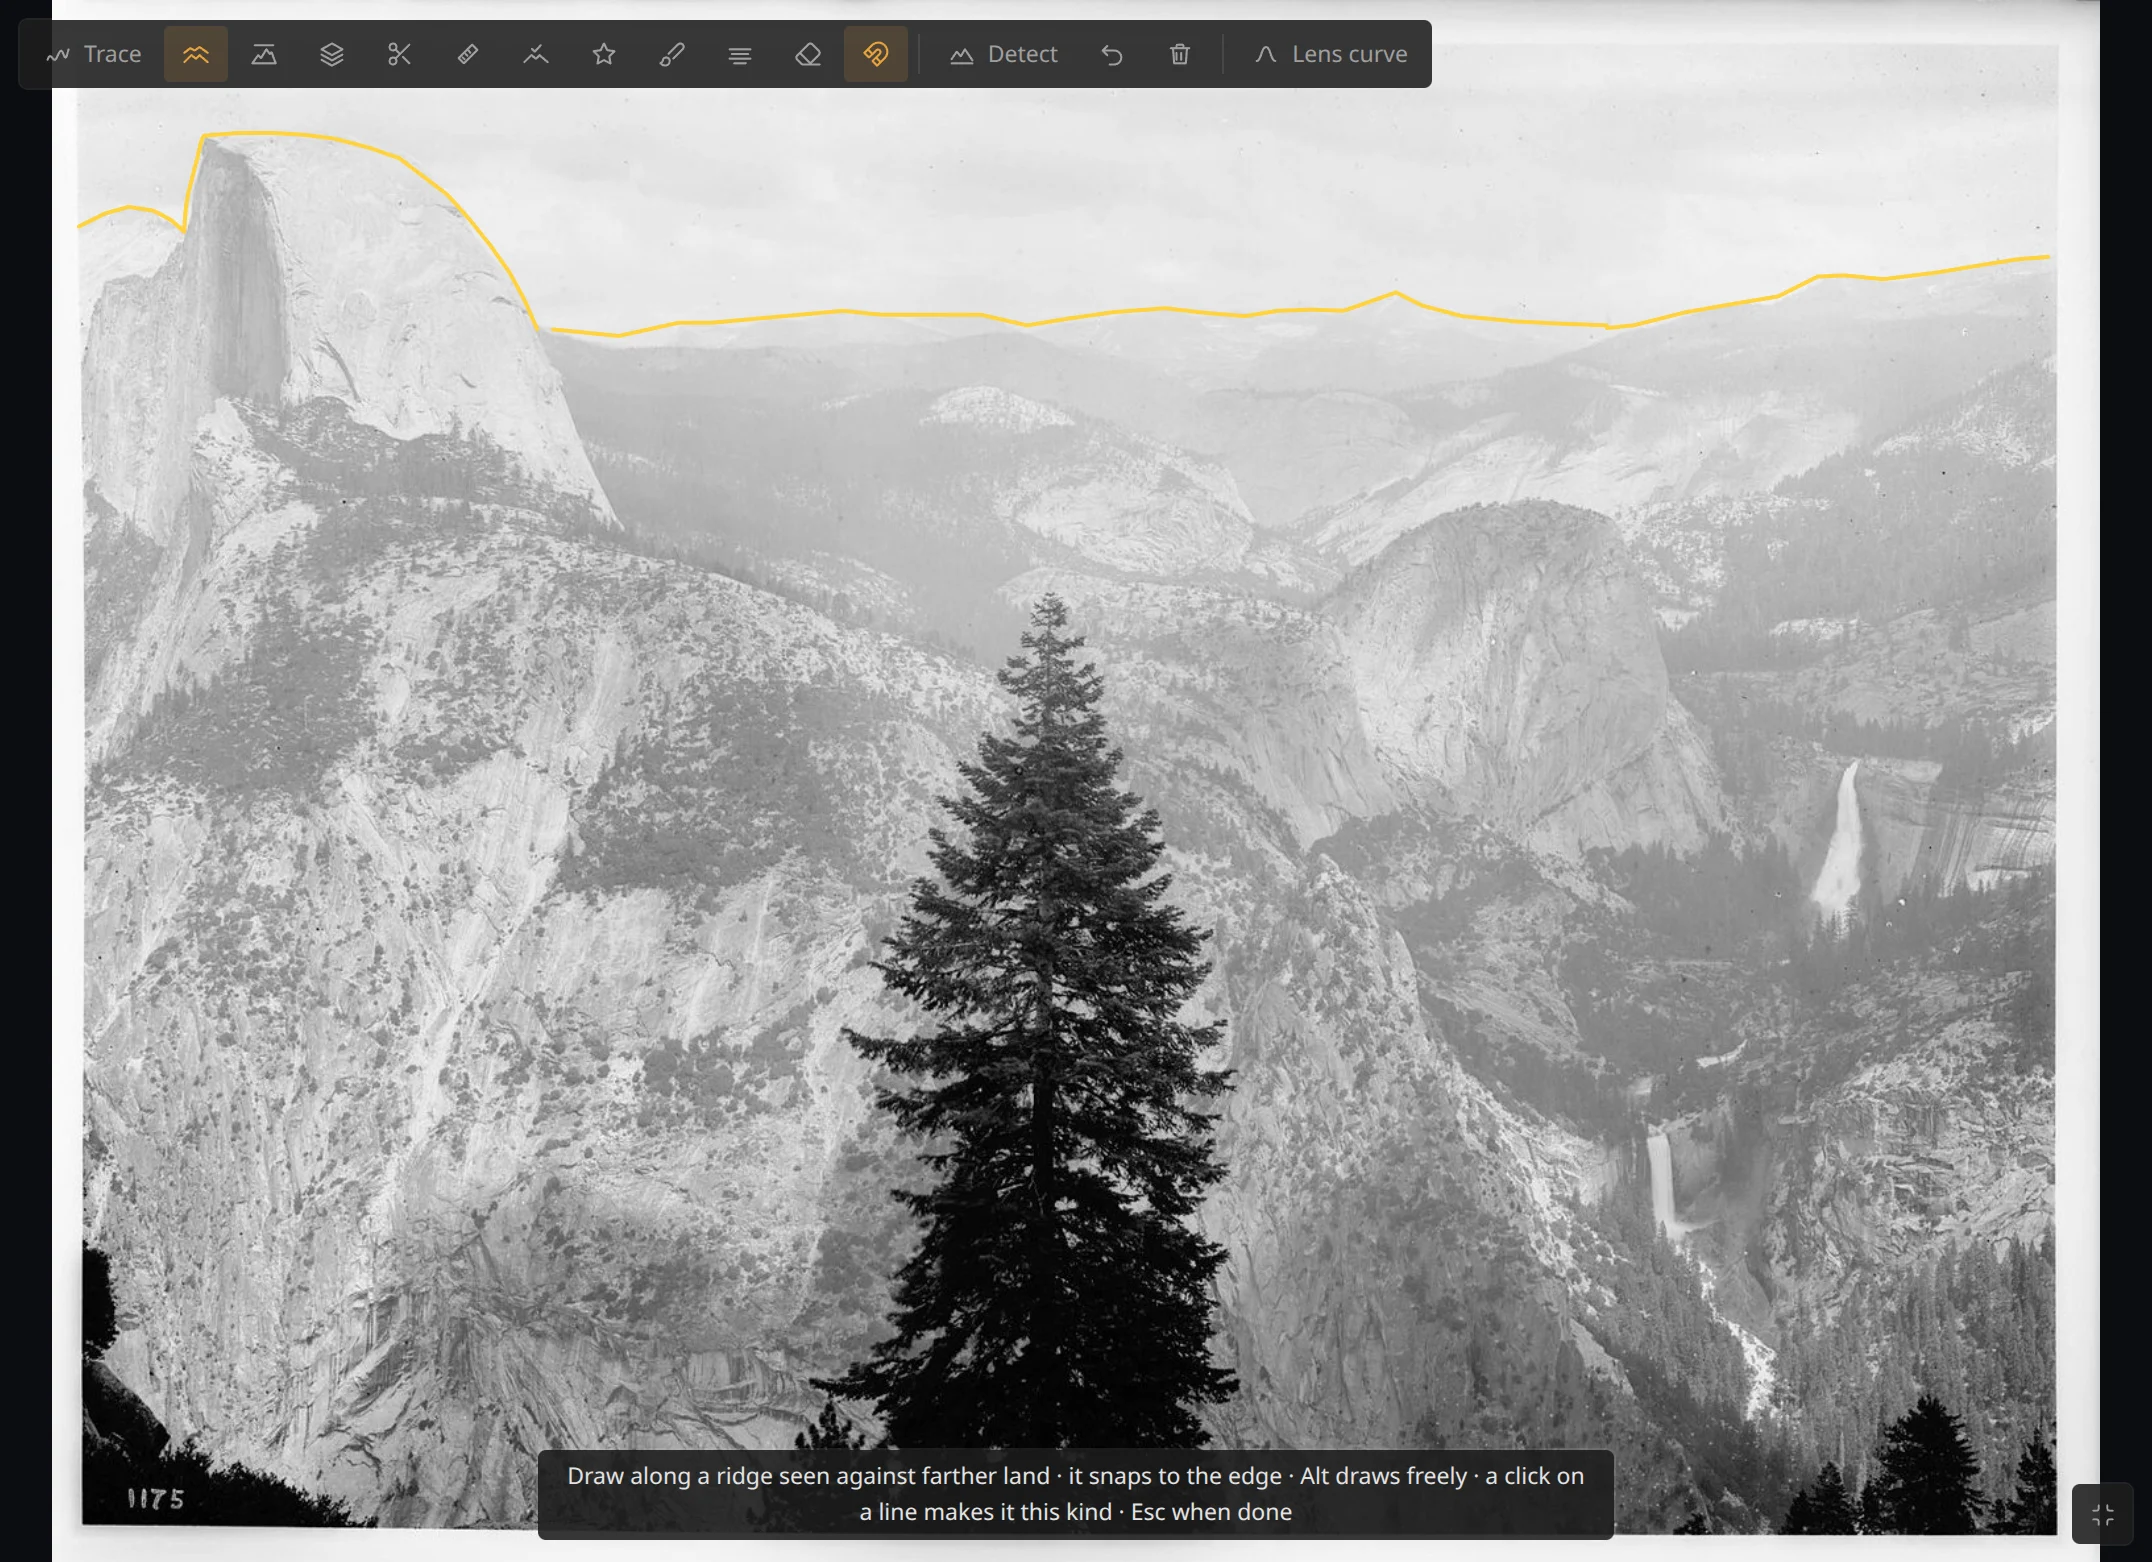 Trace
Detect
Lens curve
1175
Draw along a ridge seen against farther land · it snaps to the edge · Alt draws freely · a click on
a line makes it this kind · Esc when done